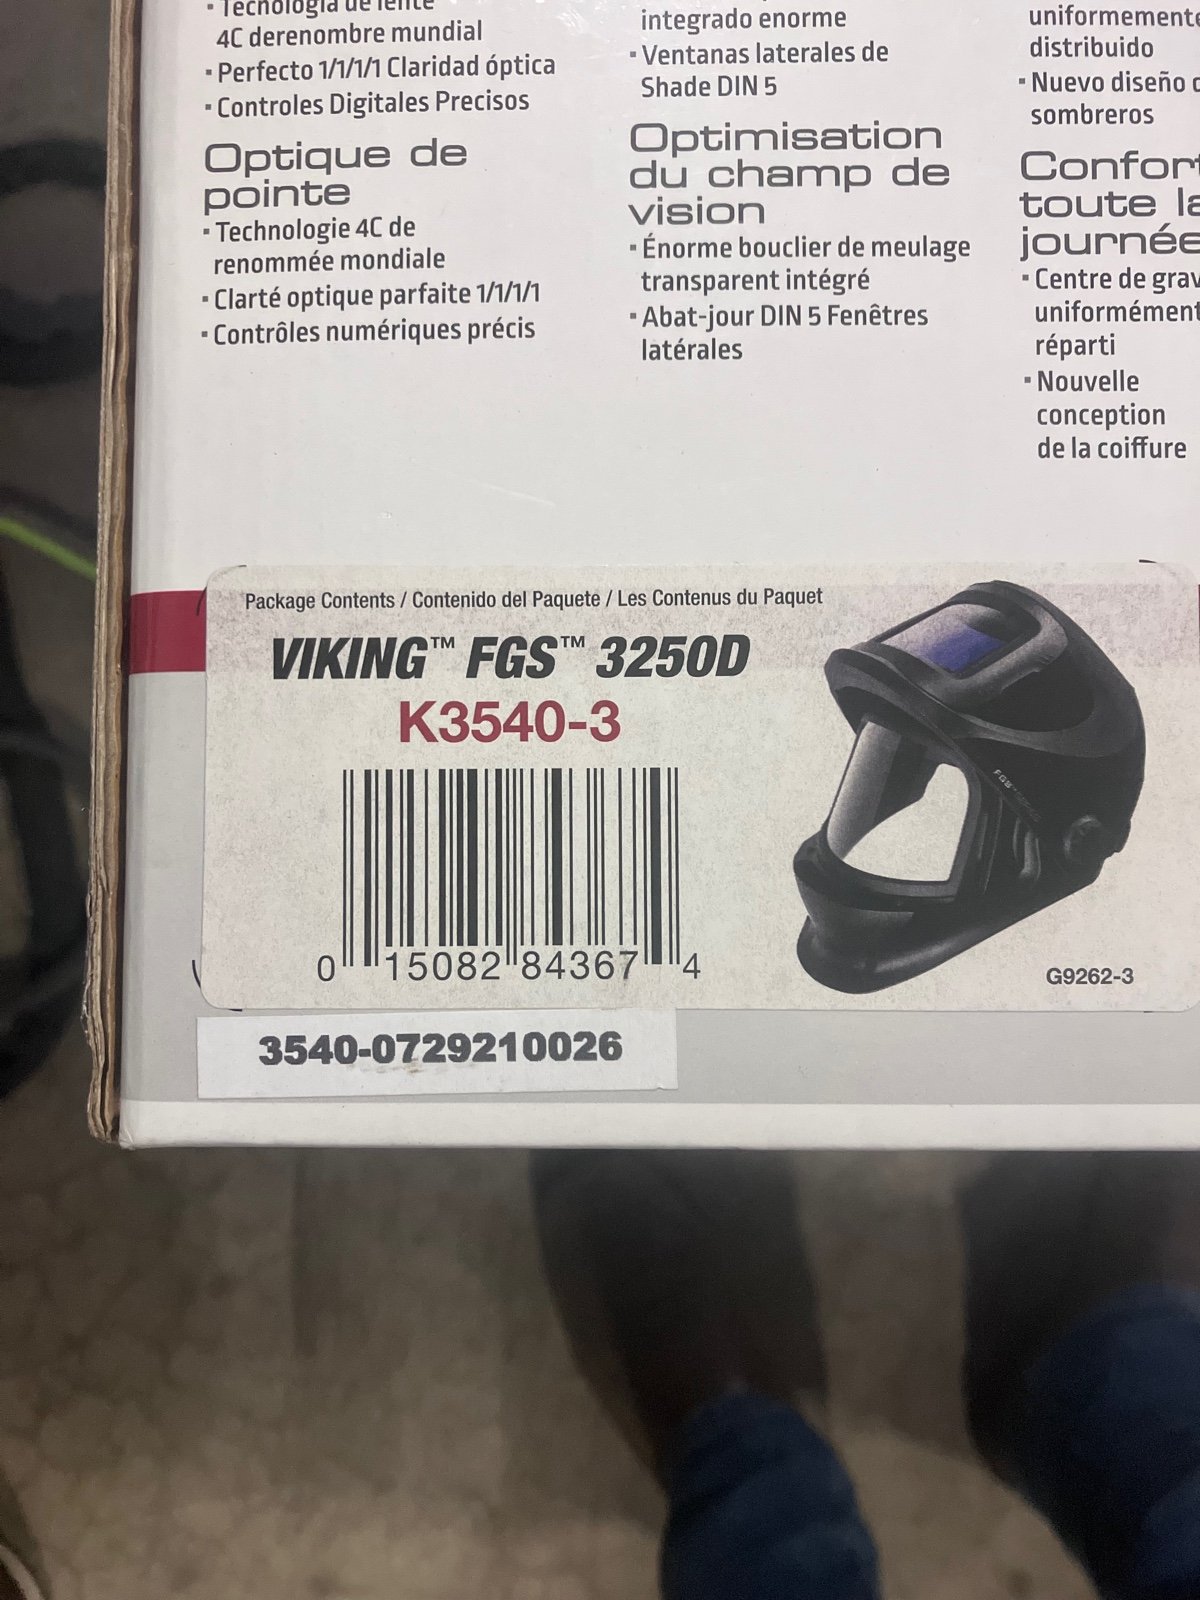 Tecnología de lente
4C derenombre mundial
Perfecto 1/1/1/1 Claridad óptica
Controles Digitales Precisos
Optique de
pointe
Technologie 4C de
renommée mondiale
Clarté optique parfaite 1/1/1/1
Contrôles numériques précis
integrado enorme
Ventanas laterales de
Shade DIN 5
Optimisation
du champ de
vision
Énorme bouclier de meulage
transparent intégré
Abat-jour DIN 5 Fenêtres
latérales
uniformemente
distribuido
Nuevo diseño
sombreros
Confort
toute la
journée
Centre de
uniformément
réparti
Nouvelle
conception
de la coiffure
Package Contents / Contenido del Paquete / Les Contenus du Paquet
VIKING™ FGS™ 3250D
K3540-3
FGS™
0 15082 84367 4
G9262-3
3540-0729210026